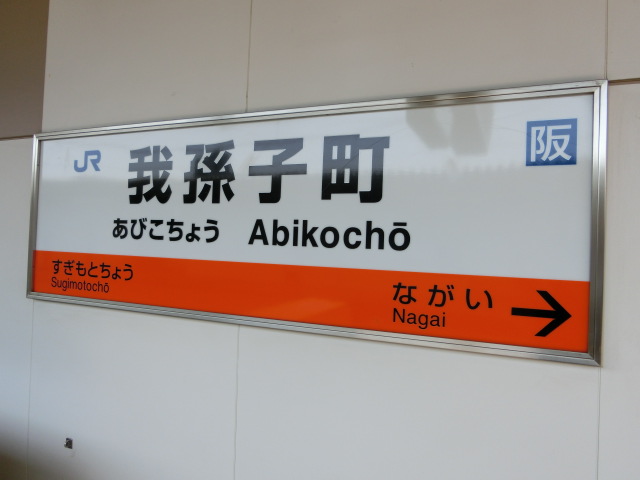 JR 我孫子町 阪
あびこちょう Abikochō
すぎもとちょう
Sugimotochō
ながい
Nagai